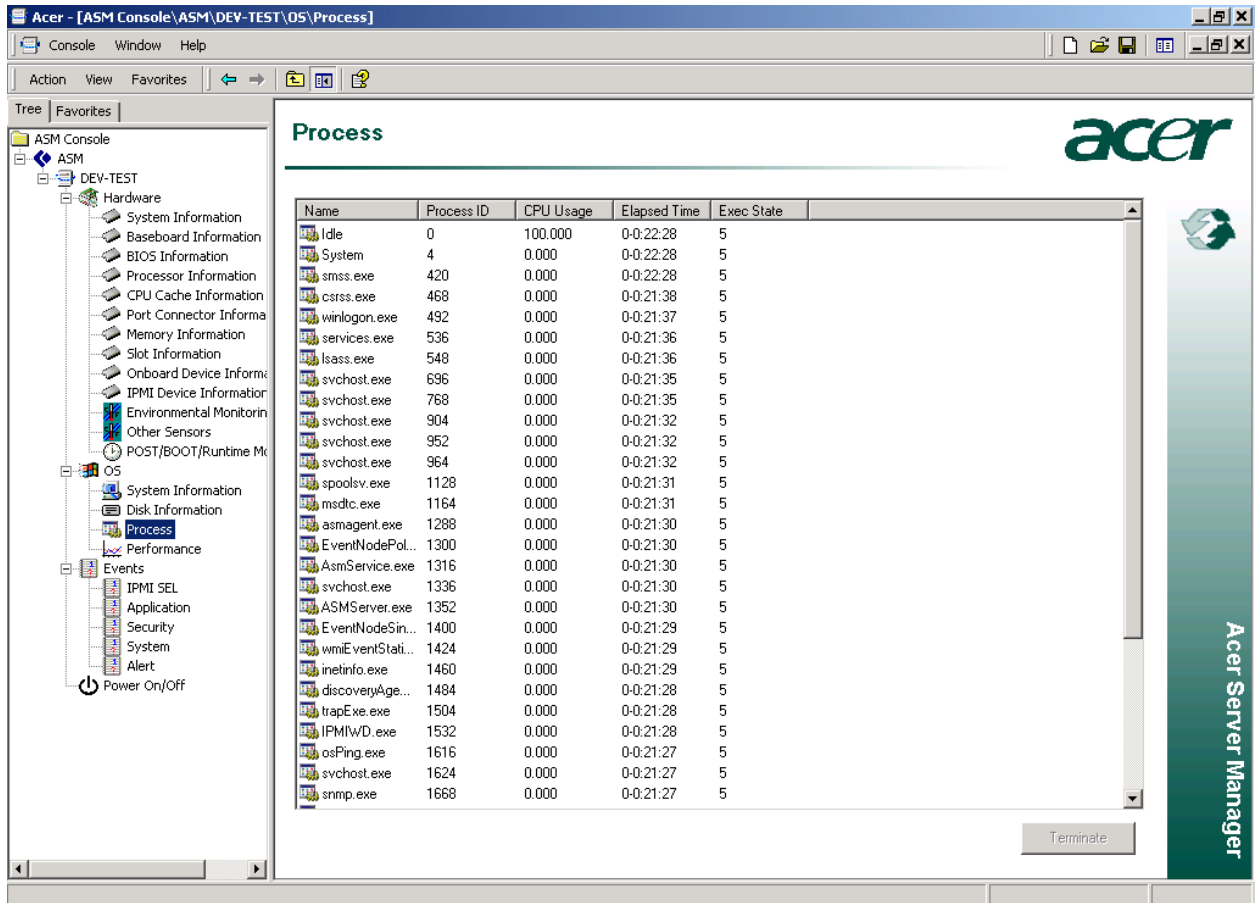 Acer - [ASM Console\ASM\DEV-TEST\OS\Process]
Console Window Help
Action View Favorites
Tree Favorites
ASM Console
ASM
DEV-TEST
Hardware
System Information
Baseboard Information
BIOS Information
Processor Information
CPU Cache Information
Port Connector Informa
Memory Information
Slot Information
Onboard Device Informa
IPMI Device Information
Environmental Monitorin
Other Sensors
POST/BOOT/Runtime Mo
OS
System Information
Disk Information
Process
Performance
Events
IPMI SEL
Application
Security
System
Alert
Power On/Off
Process
acer
Name Process ID CPU Usage Elapsed Time Exec State
Idle 0 100.000 0-0:22:28 5
System 4 0.000 0-0:22:28 5
smss.exe 420 0.000 0-0:22:28 5
csrss.exe 468 0.000 0-0:21:38 5
winlogon.exe 492 0.000 0-0:21:37 5
services.exe 536 0.000 0-0:21:36 5
lsass.exe 548 0.000 0-0:21:36 5
svchost.exe 696 0.000 0-0:21:35 5
svchost.exe 768 0.000 0-0:21:35 5
svchost.exe 904 0.000 0-0:21:32 5
svchost.exe 952 0.000 0-0:21:32 5
svchost.exe 964 0.000 0-0:21:32 5
spoolsv.exe 1128 0.000 0-0:21:31 5
msdtc.exe 1164 0.000 0-0:21:31 5
asmagent.exe 1288 0.000 0-0:21:30 5
EventNodePol... 1300 0.000 0-0:21:30 5
AsmService.exe 1316 0.000 0-0:21:30 5
svchost.exe 1336 0.000 0-0:21:30 5
ASMServer.exe 1352 0.000 0-0:21:30 5
EventNodeSin... 1400 0.000 0-0:21:29 5
wmiEventStati... 1424 0.000 0-0:21:29 5
inetinfo.exe 1460 0.000 0-0:21:29 5
discoveryAge... 1484 0.000 0-0:21:28 5
trapExe.exe 1504 0.000 0-0:21:28 5
IPMIWD.exe 1532 0.000 0-0:21:28 5
osPing.exe 1616 0.000 0-0:21:27 5
svchost.exe 1624 0.000 0-0:21:27 5
snmp.exe 1668 0.000 0-0:21:27 5
Terminate
Acer Server Manager